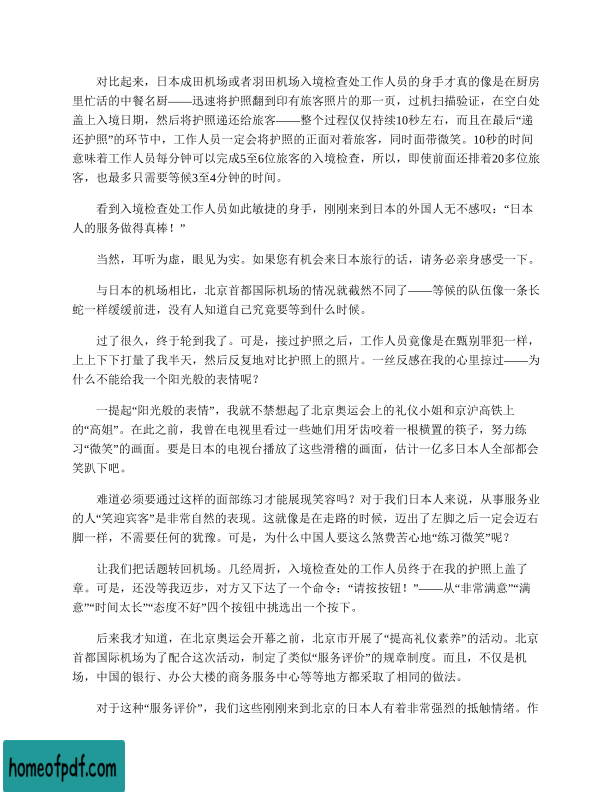 对比起来，日本成田机场或者羽田机场入境检查处工作人员的身手才真的像是在厨房
里忙活的中餐名厨——迅速将护照翻到印有旅客照片的那一页，过机扫描验证，在空白处
盖上入境日期，然后将护照递还给旅客——整个过程仅仅持续10秒左右，而且在最后“递
还护照”的环节中，工作人员一定会将护照的正面对着旅客，同时面带微笑。10秒的时间
意味着工作人员每分钟可以完成5至6位旅客的入境检查，所以，即使前面还排着20多位旅
客，也最多只需要等候3至4分钟的时间。
看到入境检查处工作人员如此敏捷的身手，刚刚来到日本的外国人无不感叹：“日本
人的服务做得真棒！”
当然，耳听为虚，眼见为实。如果您有机会来日本旅行的话，请务必亲身感受一下。
与日本的机场相比，北京首都国际机场的情况就截然不同了——等候的队伍像一条长
蛇一样缓缓前进，没有人知道自己究竟要等到什么时候。
过了很久，终于轮到我了。可是，接过护照之后，工作人员竟像是在甄别罪犯一样，
上上下下打量了我半天，然后反复地对比护照上的照片。一丝反感在我的心里掠过——为
什么不能给我一个阳光般的表情呢？
一提起“阳光般的表情”，我就不禁想起了北京奥运会上的礼仪小姐和京沪高铁上
的“高姐”。在此之前，我曾在电视里看过一些她们用牙齿咬着一根横置的筷子，努力练
习“微笑”的画面。要是日本的电视台播放了这些滑稽的画面，估计一亿多日本人全部都会
笑趴下吧。
难道必须要通过这样的面部练习才能展现笑容吗？对于我们日本人来说，从事服务业
的人“笑迎宾客”是非常自然的表现。这就像是在走路的时候，迈出了左脚之后一定会迈右
脚一样，不需要任何的犹豫。可是，为什么中国人要这么煞费苦心地“练习微笑”呢？
让我们把话题转回机场。几经周折，入境检查处的工作人员终于在我的护照上盖了
章。可是，还没等我迈步，对方又下达了一个命令：“请按按钮！”——从“非常满意”“满
意”“时间太长”“态度不好”四个按钮中挑选出一个按下。
后来我才知道，在北京奥运会开幕之前，北京市开展了“提高礼仪素养”的活动。北京
首都国际机场为了配合这次活动，制定了类似“服务评价”的规章制度。而且，不仅是机
场，中国的银行、办公大楼的商务服务中心等等地方都采取了相同的做法。
对于这种“服务评价”，我们这些刚刚来到北京的日本人有着非常强烈的抵触情绪。作
homeofpdf.com